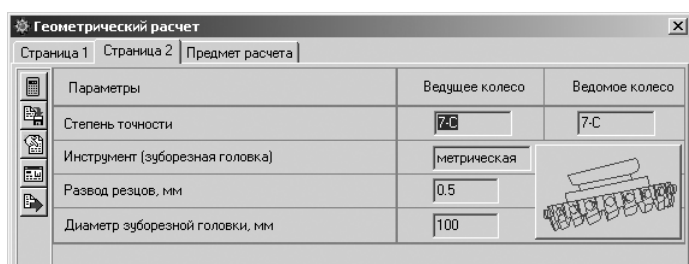 Геометрический расчет
Страница 1 Страница 2 Предмет расчета
Параметры Ведущее колесо Ведомое колесо
Степень точности 7-C 7-C
Инструмент (зуборезная головка) метрическая
Развод резцов, мм 0.5
Диаметр зуборезной головки, мм 100